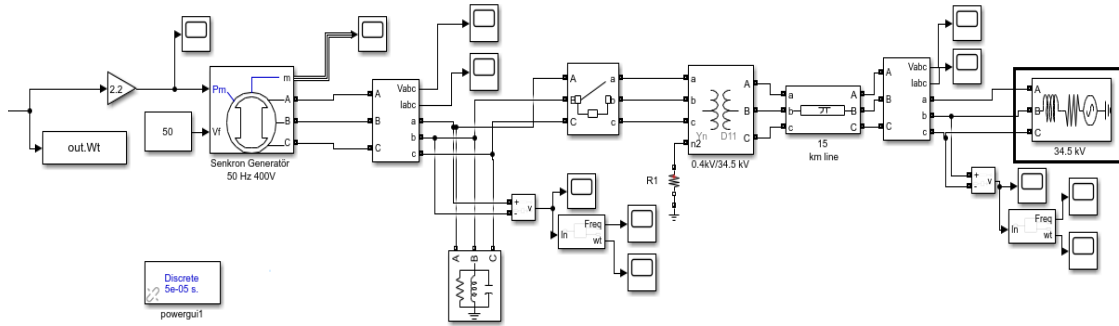 2.2
out.Wt
50
Pm
m
Vf
A
B
C
Senkron Generatör
50 Hz 400V
A
B
C
Vabc
Iabc
a
b
c
A
B
C
a
b
c
a
b
c
n2
Yn
D11
A
B
C
0.4kV/34.5 kV
R1
a
b
c
A
B
C
15
km line
A
B
C
Vabc
Iabc
a
b
c
A
B
C
34.5 kV
+
-
v
In
Freq
wt
+
-
v
In
Freq
wt
A B C
Discrete
5e-05 s.
powergui1